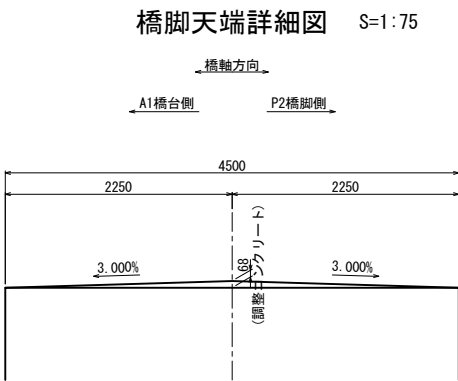 橋脚天端詳細図 S=1:75
橋軸方向
A1橋台側 P2橋脚側
4500
2250 2250
3.000% 68 3.000%
(調整コンクリート)